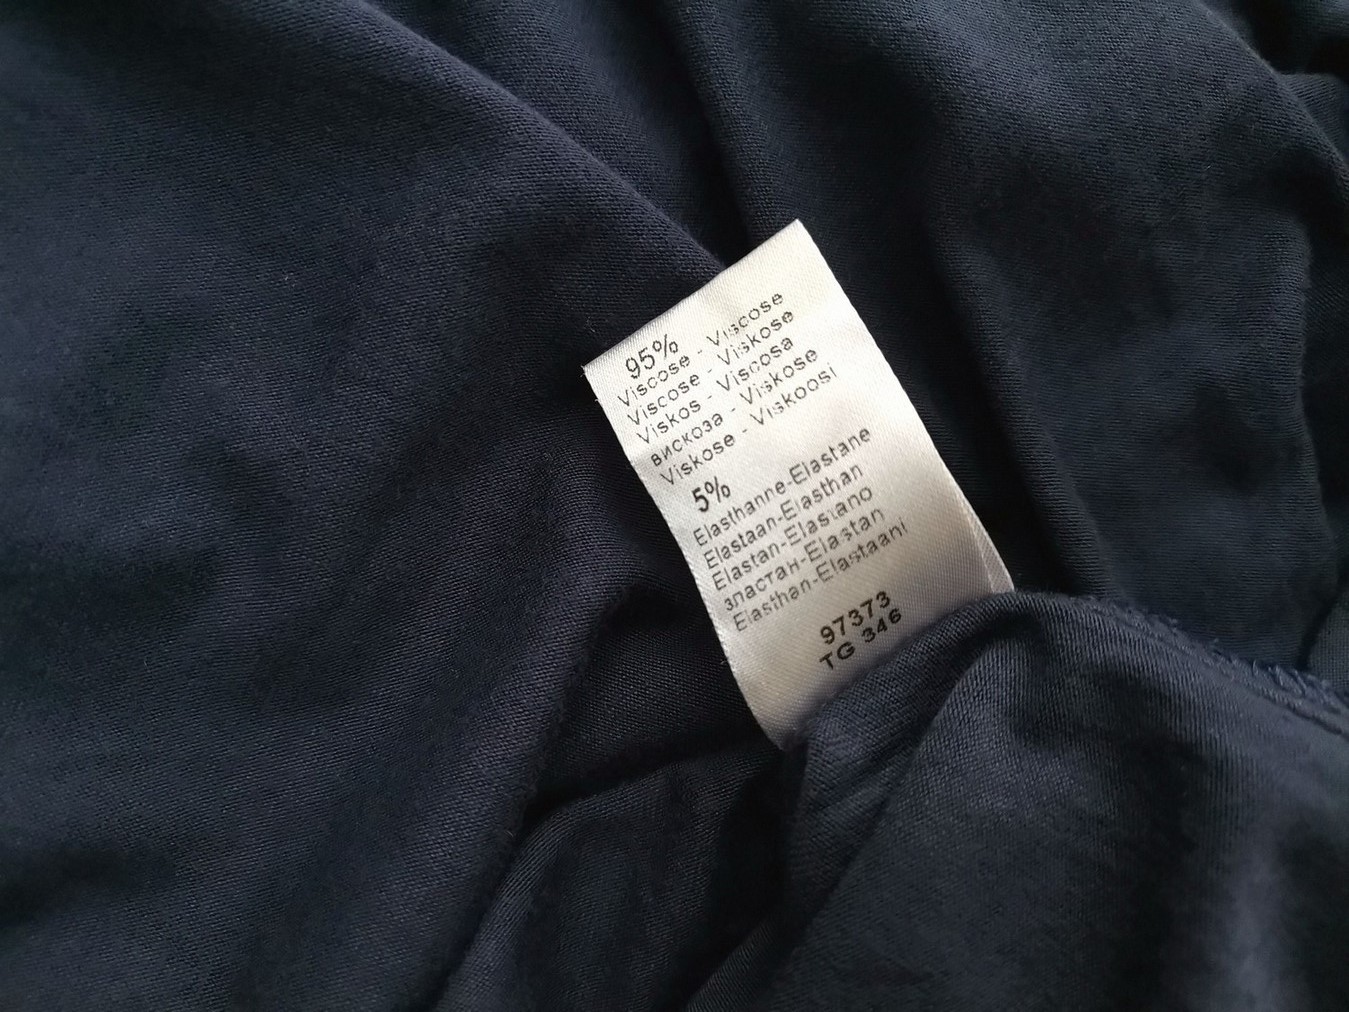 95%
Viscose - Viscose
Viscose - Viskose
Viskos - Viscosa
вискоза - Viskose
Viskose - Viskoosi
5%
Elasthanne-Elastane
Elastaan-Elasthan
Elastan-Elastano
зластан-Elastan
Elasthan-Elastaani
97373
TG 346